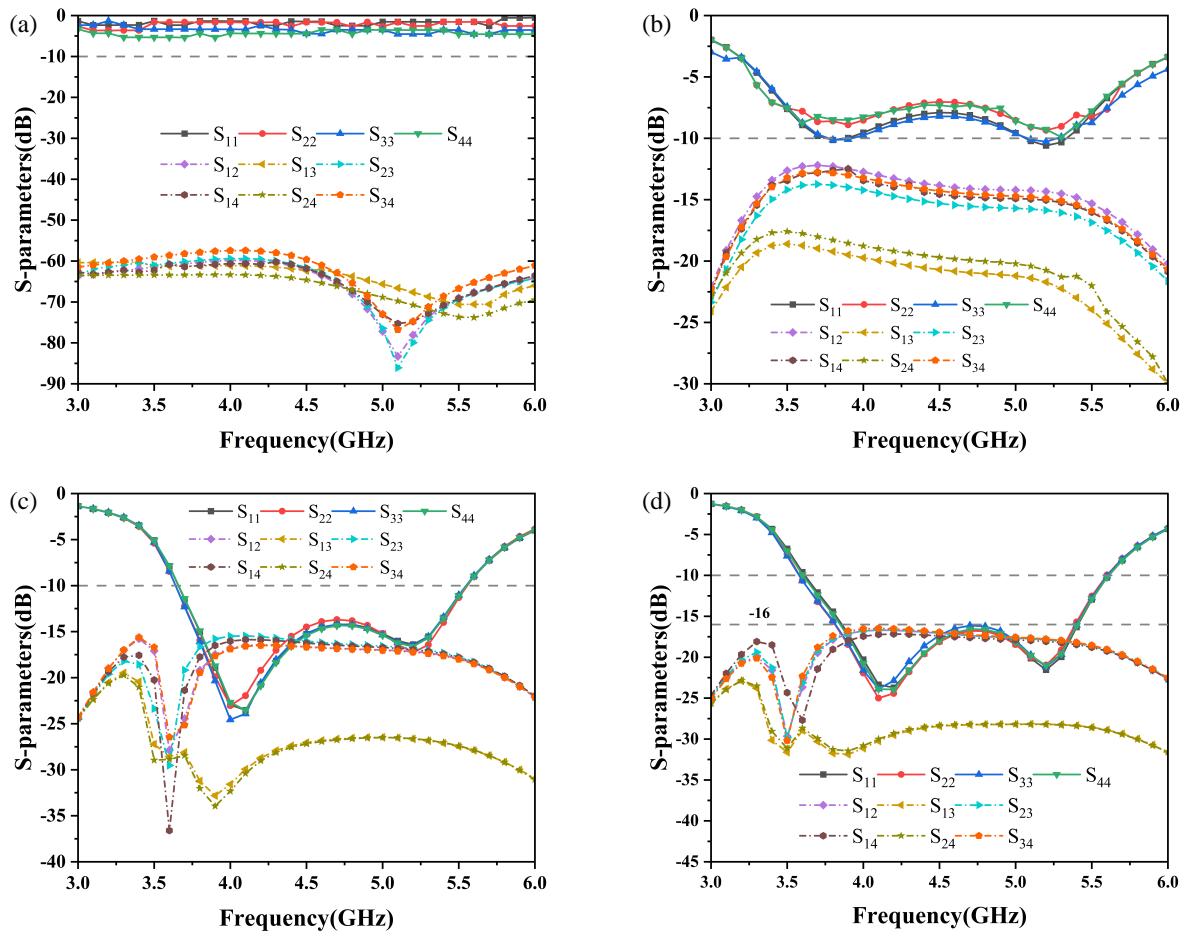 (a)
S-parameters(dB)
0
-10
-20
-30
-40
-50
-60
-70
-80
-90
S11 S22 S33 S44
S12 S13 S23
S14 S24 S34
3.0 3.5 4.0 4.5 5.0 5.5 6.0
Frequency(GHz)
(b)
S-parameters(dB)
0
-5
-10
-15
-20
-25
-30
S11 S22 S33 S44
S12 S13 S23
S14 S24 S34
3.0 3.5 4.0 4.5 5.0 5.5 6.0
Frequency(GHz)
(c)
S-parameters(dB)
0
-5
-10
-15
-20
-25
-30
-35
-40
S11 S22 S33 S44
S12 S13 S23
S14 S24 S34
3.0 3.5 4.0 4.5 5.0 5.5 6.0
Frequency(GHz)
(d)
S-parameters(dB)
0
-5
-10
-15
-20
-25
-30
-35
-40
-45
-16
S11 S22 S33 S44
S12 S13 S23
S14 S24 S34
3.0 3.5 4.0 4.5 5.0 5.5 6.0
Frequency(GHz)